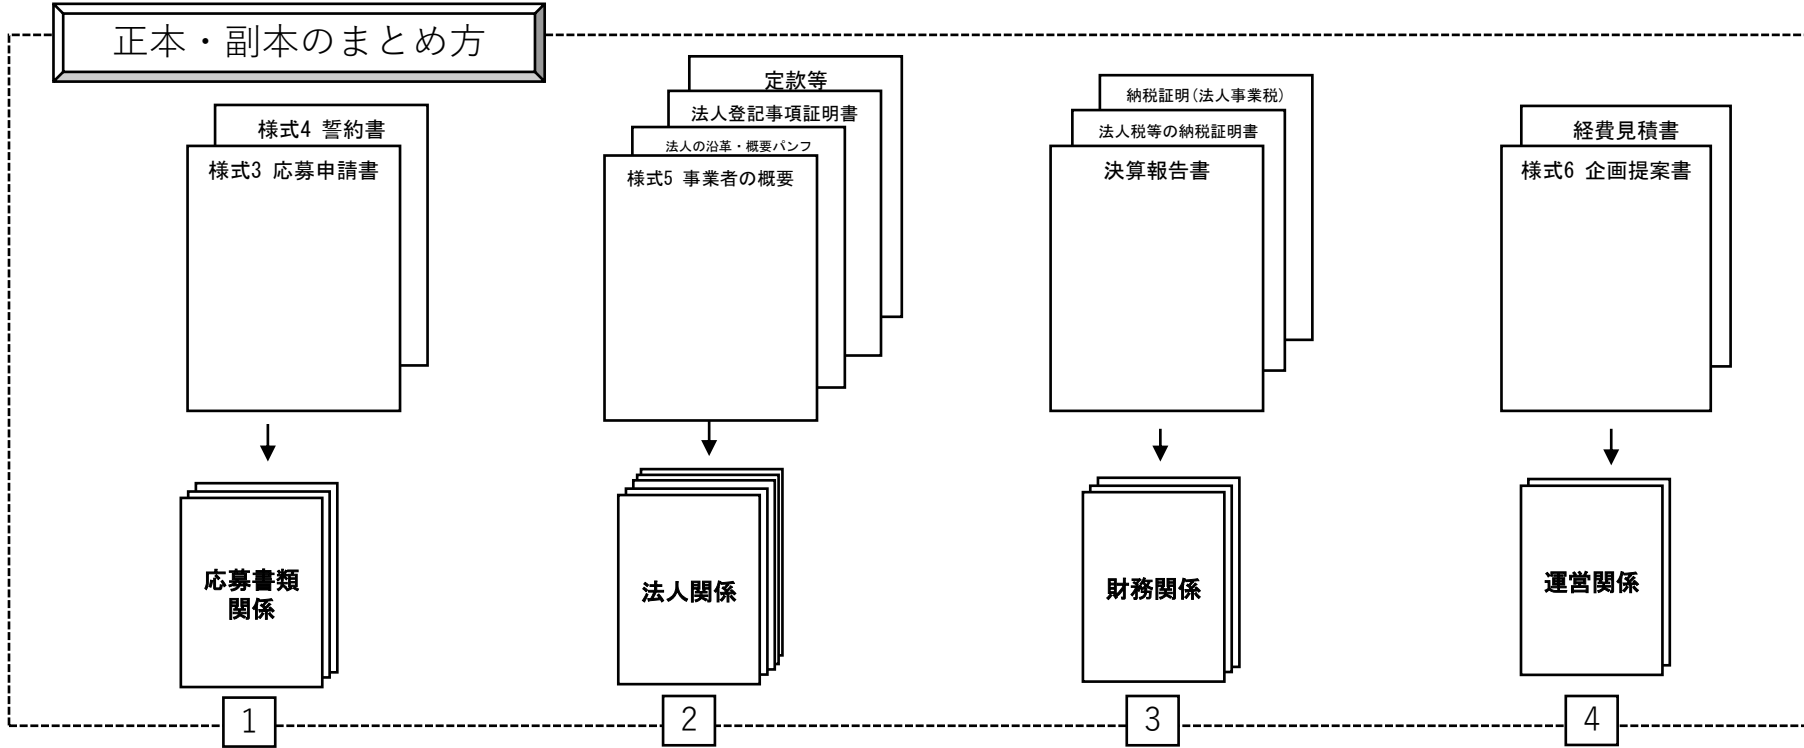 正本・副本のまとめ方
様式4 誓約書
様式3 応募申請書
応募書類
関係
1
定款等
法人登記事項証明書
法人の沿革・概要パンフ
様式5 事業者の概要
法人関係
2
納税証明(法人事業税)
法人税等の納税証明書
決算報告書
財務関係
3
経費見積書
様式6 企画提案書
運営関係
4